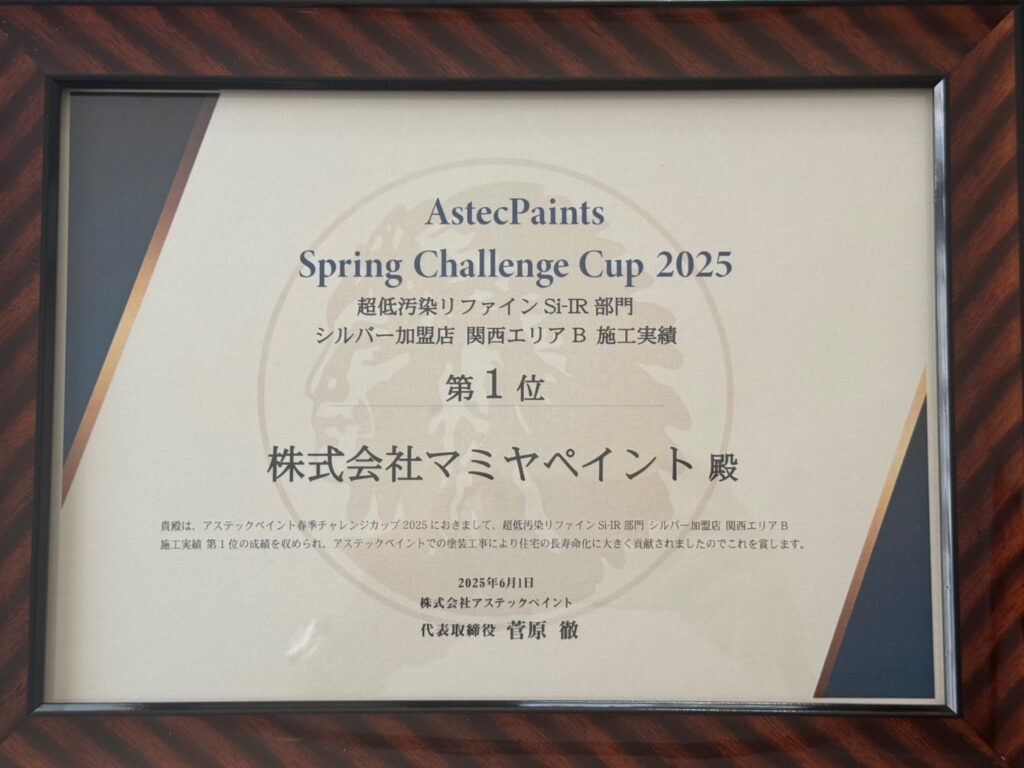 AstecPaints
Spring Challenge Cup 2025
超低汚染リファイン Si-IR 部門
シルバー加盟店 関西エリア B 施工実績
第 1 位
株式会社マミヤペイント 殿
貴殿は、アステックペイント春季チャレンジカップ 2025 におきまして、超低汚染リファイン Si-IR 部門 シルバー加盟店 関西エリア B
施工実績 第 1 位の成績を収められ、アステックペイントでの塗装工事により住宅の長寿命化に大きく貢献されましたのでこれを賞します。
2025年6月1日
株式会社アステックペイント
代表取締役 菅原 徹